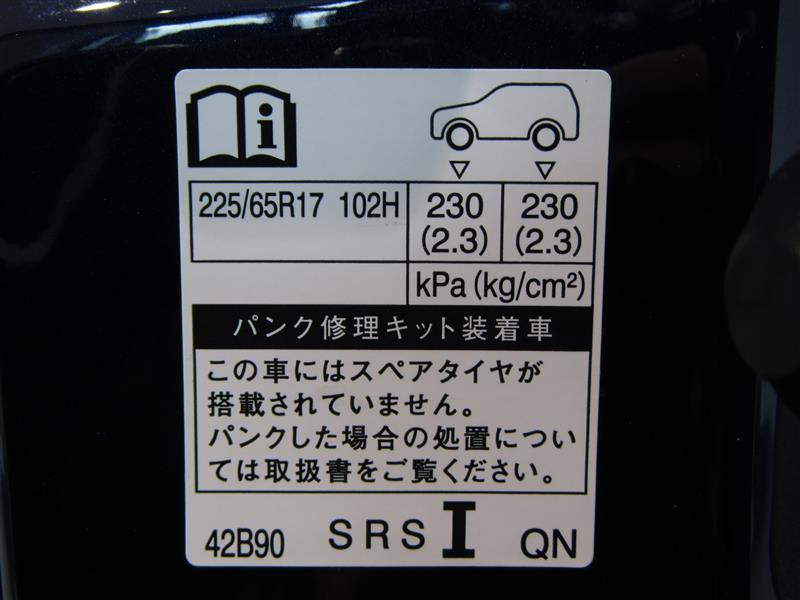 i
225/65R17 102H 230 230
(2.3) (2.3)
kPa (kg/cm²)
パンク修理キット装着車
この車にはスペアタイヤが
搭載されていません。
パンクした場合の処置につい
ては取扱書をご覧ください。
42B90 SRS I QN